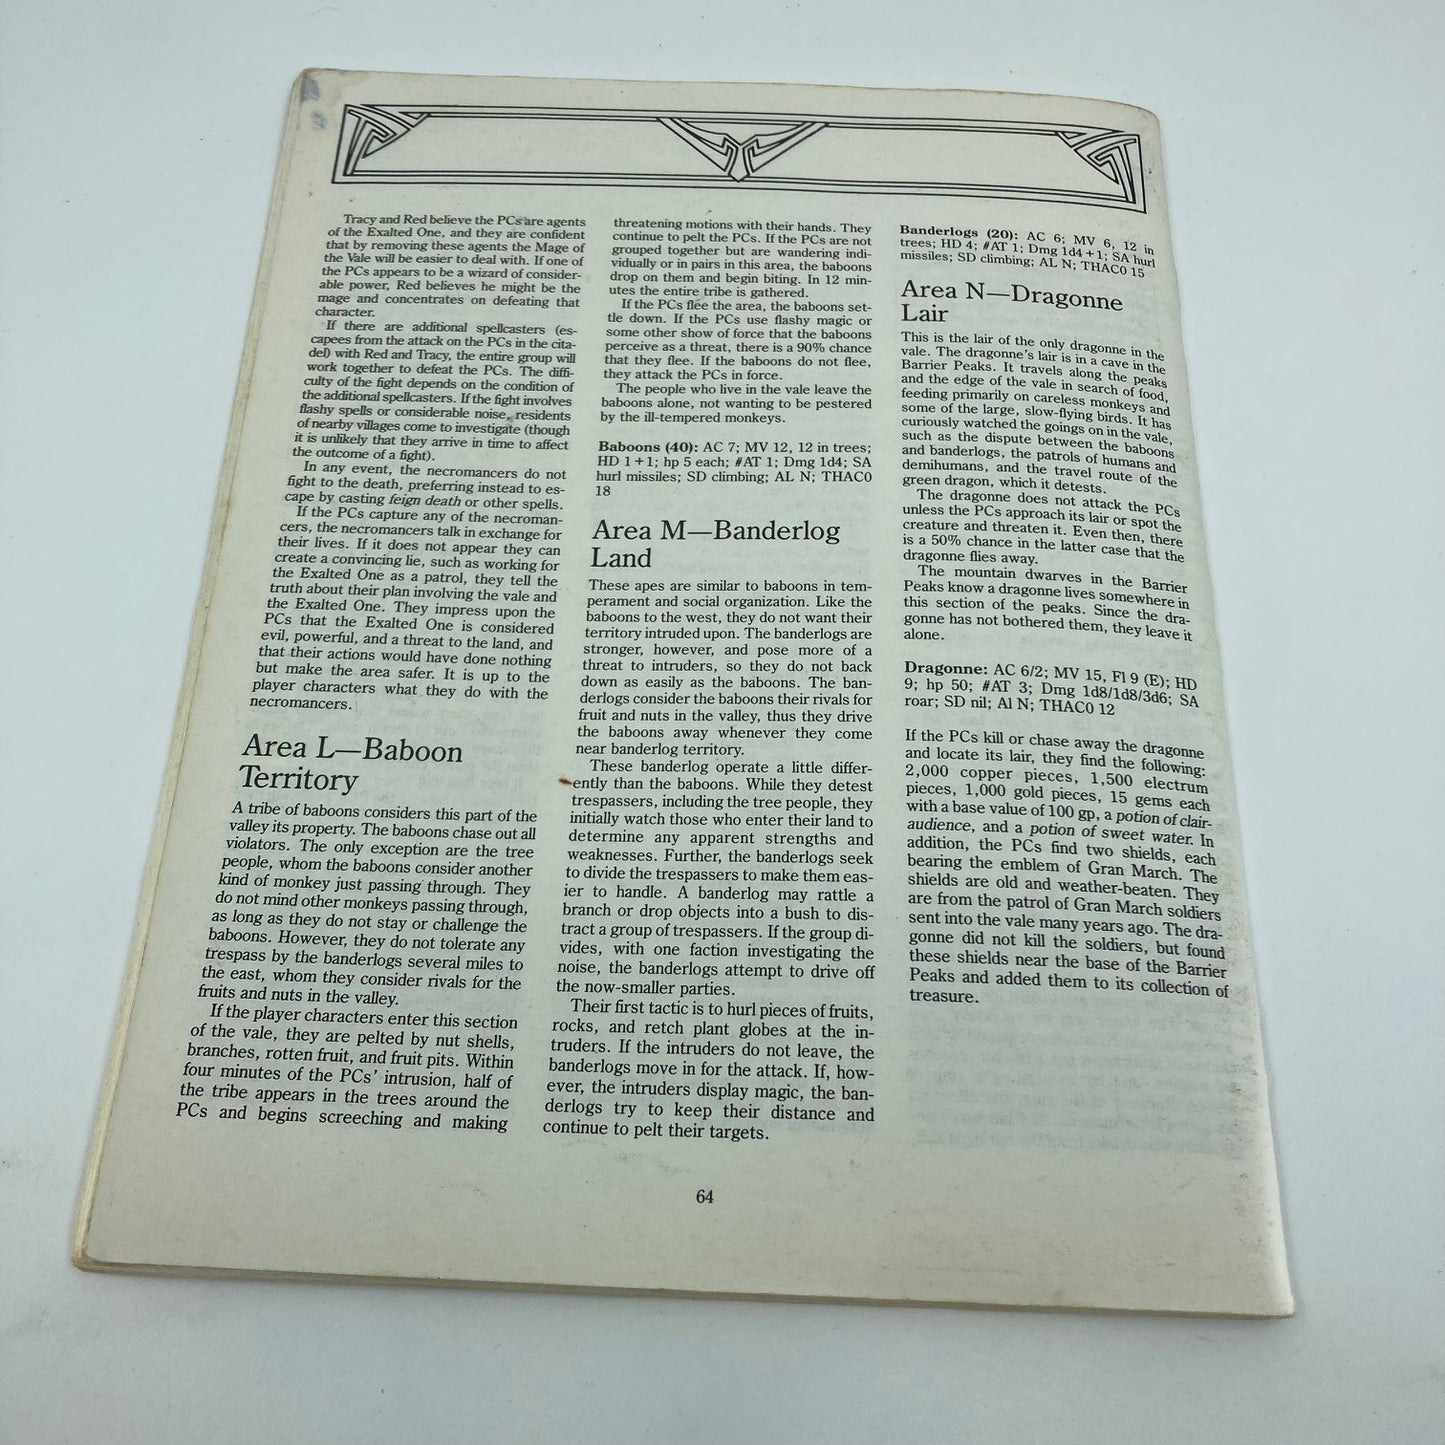 Tracy and Red believe the PCs are agents
of the Exalted One, and they are confident
that by removing these agents the Mage of
the Vale will be easier to deal with. If one of
the PCs appears to be a wizard of consider-
able power, Red believes he might be the
mage and concentrates on defeating that
character.
If there are additional spellcasters (es-
capees from the attack on the PCs in the cita-
del) with Red and Tracy, the entire group will
work together to defeat the PCs. The diffi-
culty of the fight depends on the condition of
the additional spellcasters. If the fight involves
flashy spells or considerable noise, residents
of nearby villages come to investigate (though
it is unlikely that they arrive in time to affect
the outcome of a fight).
In any event, the necromancers do not
fight to the death, preferring instead to es-
cape by casting feign death or other spells.
If the PCs capture any of the necroman-
cers, the necromancers talk in exchange for
their lives. If it does not appear they can
create a convincing lie, such as working for
the Exalted One as a patrol, they tell the
truth about their plan involving the vale and
the Exalted One. They impress upon the
PCs that the Exalted One is considered
evil, powerful, and a threat to the land, and
that their actions would have done nothing
but make the area safer. It is up to the
player characters what they do with the
necromancers.
Area L—Baboon
Territory
A tribe of baboons considers this part of the
valley its property. The baboons chase out all
violators. The only exception are the tree
people, whom the baboons consider another
kind of monkey just passing through. They
do not mind other monkeys passing through,
as long as they do not stay or challenge the
baboons. However, they do not tolerate any
trespass by the banderlogs several miles to
the east, whom they consider rivals for the
fruits and nuts in the valley.
If the player characters enter this section
of the vale, they are pelted by nut shells,
branches, rotten fruit, and fruit pits. Within
four minutes of the PCs' intrusion, half of
the tribe appears in the trees around the
PCs and begins screeching and making
threatening motions with their hands. They
continue to pelt the PCs. If the PCs are not
grouped together but are wandering indi-
vidually or in pairs in this area, the baboons
drop on them and begin biting. In 12 min-
utes the entire tribe is gathered.
If the PCs flee the area, the baboons set-
tle down. If the PCs use flashy magic or
some other show of force that the baboons
perceive as a threat, there is a 90% chance
that they flee. If the baboons do not flee,
they attack the PCs in force.
The people who live in the vale leave the
baboons alone, not wanting to be pestered
by the ill-tempered monkeys.
Baboons (40): AC 7; MV 12, 12 in trees;
HD 1+1; hp 5 each; #AT 1; Dmg 1d4; SA
hurl missiles; SD climbing; AL N; THAC0
18
Area M—Banderlog
Land
These apes are similar to baboons in tem-
perament and social organization. Like the
baboons to the west, they do not want their
territory intruded upon. The banderlogs are
stronger, however, and pose more of a
threat to intruders, so they do not back
down as easily as the baboons. The ban-
derlogs consider the baboons their rivals for
fruit and nuts in the valley, thus they drive
the baboons away whenever they come
near banderlog territory.
These banderlog operate a little differ-
ently than the baboons. While they detest
trespassers, including the tree people, they
initially watch those who enter their land to
determine any apparent strengths and
weaknesses. Further, the banderlogs seek
to divide the trespassers to make them eas-
ier to handle. A banderlog may rattle a
branch or drop objects into a bush to dis-
tract a group of trespassers. If the group di-
vides, with one faction investigating the
noise, the banderlogs attempt to drive off
the now-smaller parties.
Their first tactic is to hurl pieces of fruits,
rocks, and retch plant globes at the in-
truders. If the intruders do not leave, the
banderlogs move in for the attack. If, how-
ever, the intruders display magic, the ban-
derlogs try to keep their distance and
continue to pelt their targets.
Banderlogs (20): AC 6; MV 6, 12 in
trees; HD 4; #AT 1; Dmg 1d4+1; SA hurl
missiles; SD climbing; AL N; THAC0 15
Area N—Dragonne
Lair
This is the lair of the only dragonne in the
vale. The dragonne's lair is in a cave in the
Barrier Peaks. It travels along the peaks
and the edge of the vale in search of food,
feeding primarily on careless monkeys and
some of the large, slow-flying birds. It has
curiously watched the goings on in the vale,
such as the dispute between the baboons
and banderlogs, the patrols of humans and
demihumans, and the travel route of the
green dragon, which it detests.
The dragonne does not attack the PCs
unless the PCs approach its lair or spot the
creature and threaten it. Even then, there
is a 50% chance in the latter case that the
dragonne flies away.
The mountain dwarves in the Barrier
Peaks know a dragonne lives somewhere in
this section of the peaks. Since the dra-
gonne has not bothered them, they leave it
alone.
Dragonne: AC 6/2; MV 15, Fl 9 (E); HD
9; hp 50; #AT 3; Dmg 1d8/1d8/3d6; SA
roar; SD nil; Al N; THAC0 12
If the PCs kill or chase away the dragonne
and locate its lair, they find the following:
2,000 copper pieces, 1,500 electrum
pieces, 1,000 gold pieces, 15 gems each
with a base value of 100 gp, a potion of clair-
audience, and a potion of sweet water. In
addition, the PCs find two shields, each
bearing the emblem of Gran March. The
shields are old and weather-beaten. They
are from the patrol of Gran March soldiers
sent into the vale many years ago. The dra-
gonne did not kill the soldiers, but found
these shields near the base of the Barrier
Peaks and added them to its collection of
treasure.
64